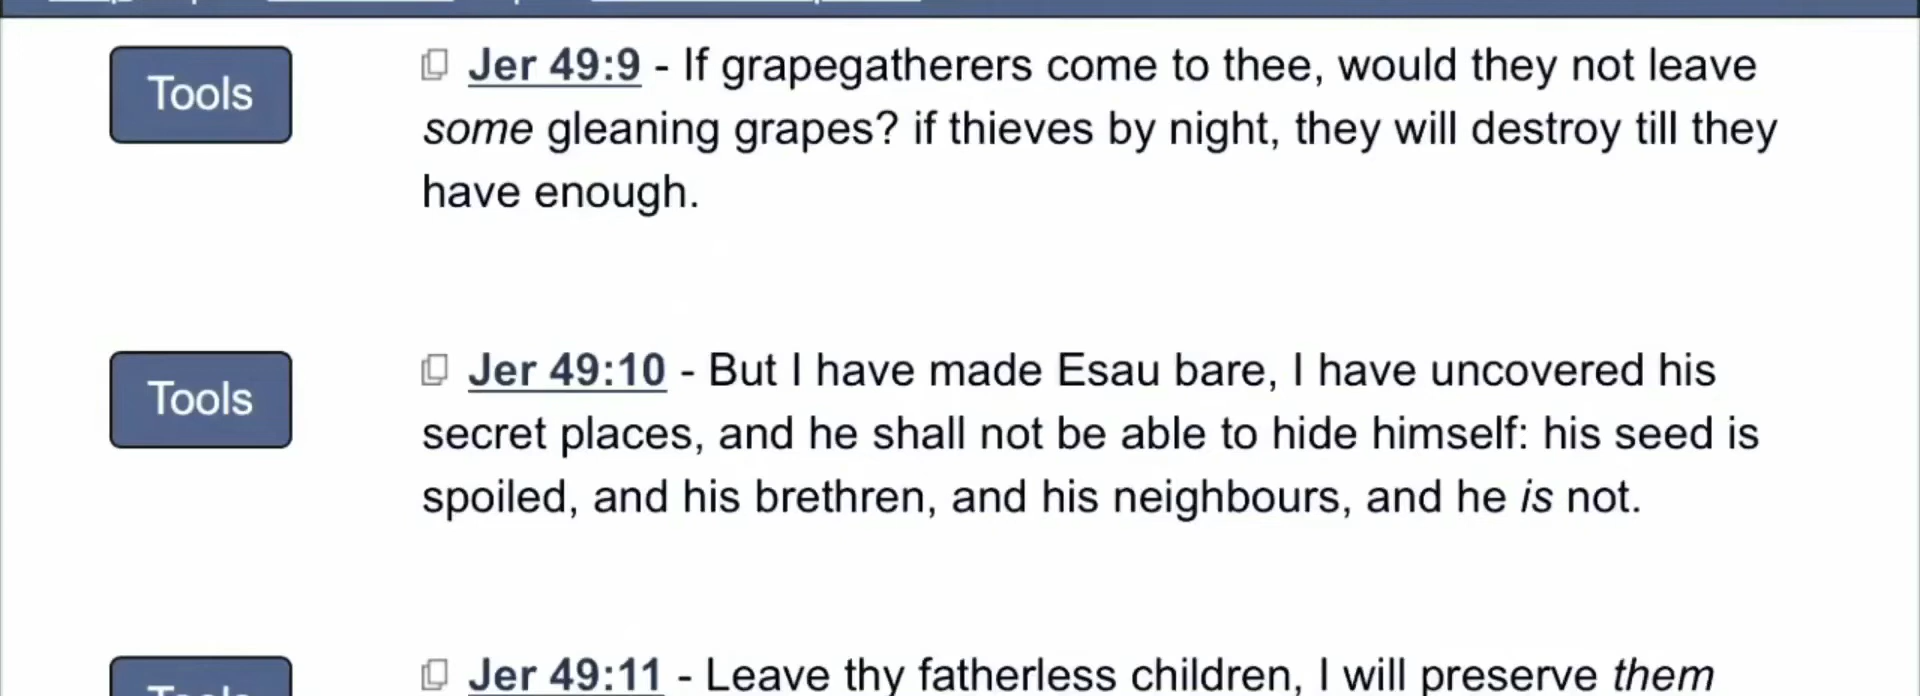 Tools
Jer 49:9 - If grapegatherers come to thee, would they not leave
some gleaning grapes? if thieves by night, they will destroy till they
have enough.
Tools
Jer 49:10 - But I have made Esau bare, I have uncovered his
secret places, and he shall not be able to hide himself: his seed is
spoiled, and his brethren, and his neighbours, and he is not.
Tools
Jer 49:11 - Leave thy fatherless children, I will preserve them